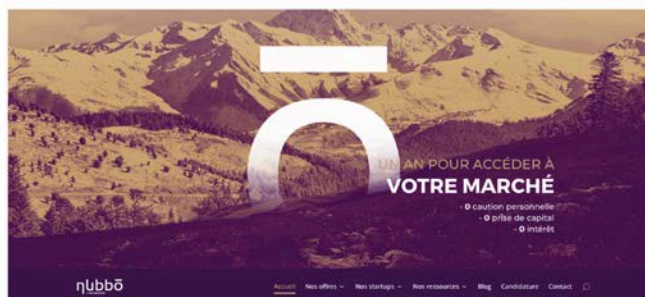 ō
UN AN POUR ACCÉDER À
VOTRE MARCHÉ
- 0 caution personnelle
- 0 prise de capital
- 0 intérêt
nubbō
Accueil Nos offres Nos startups Nos ressources Blog Candidature Contact